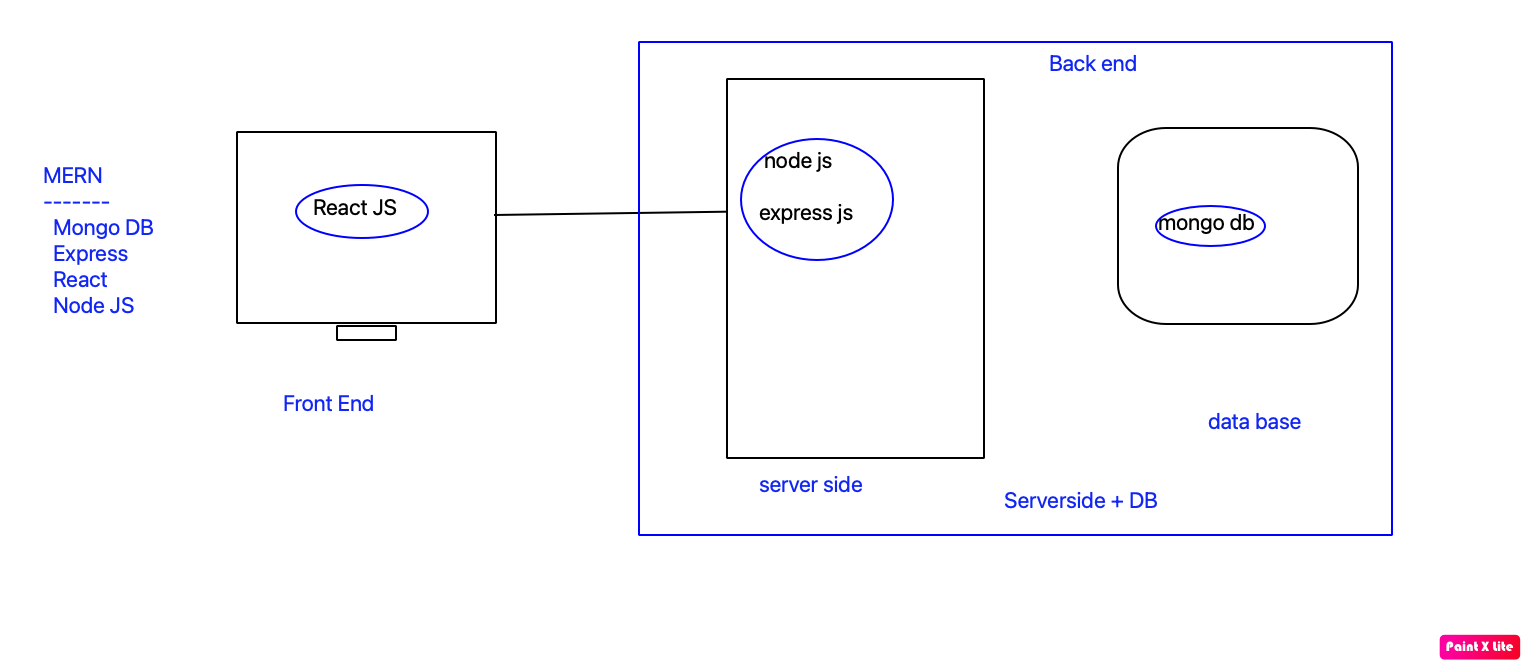 MERN
-------
Mongo DB
Express
React
Node JS
React JS
Front End
Back end
node js
express js
mongo db
data base
server side
Serverside + DB
Paint X Lite